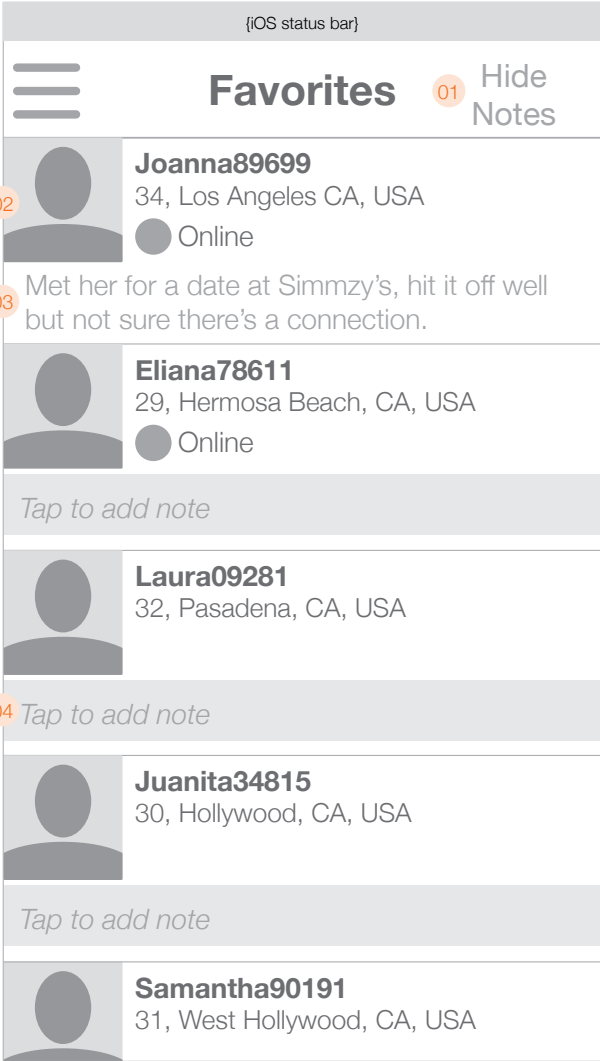 {iOS status bar}
Favorites
01
Hide
Notes
Joanna89699
02
34, Los Angeles CA, USA
Online
03
Met her for a date at Simmzy's, hit it off well
but not sure there's a connection.
Eliana78611
29, Hermosa Beach, CA, USA
Online
Tap to add note
Laura09281
32, Pasadena, CA, USA
04
Tap to add note
Juanita34815
30, Hollywood, CA, USA
Tap to add note
Samantha90191
31, West Hollywood, CA, USA